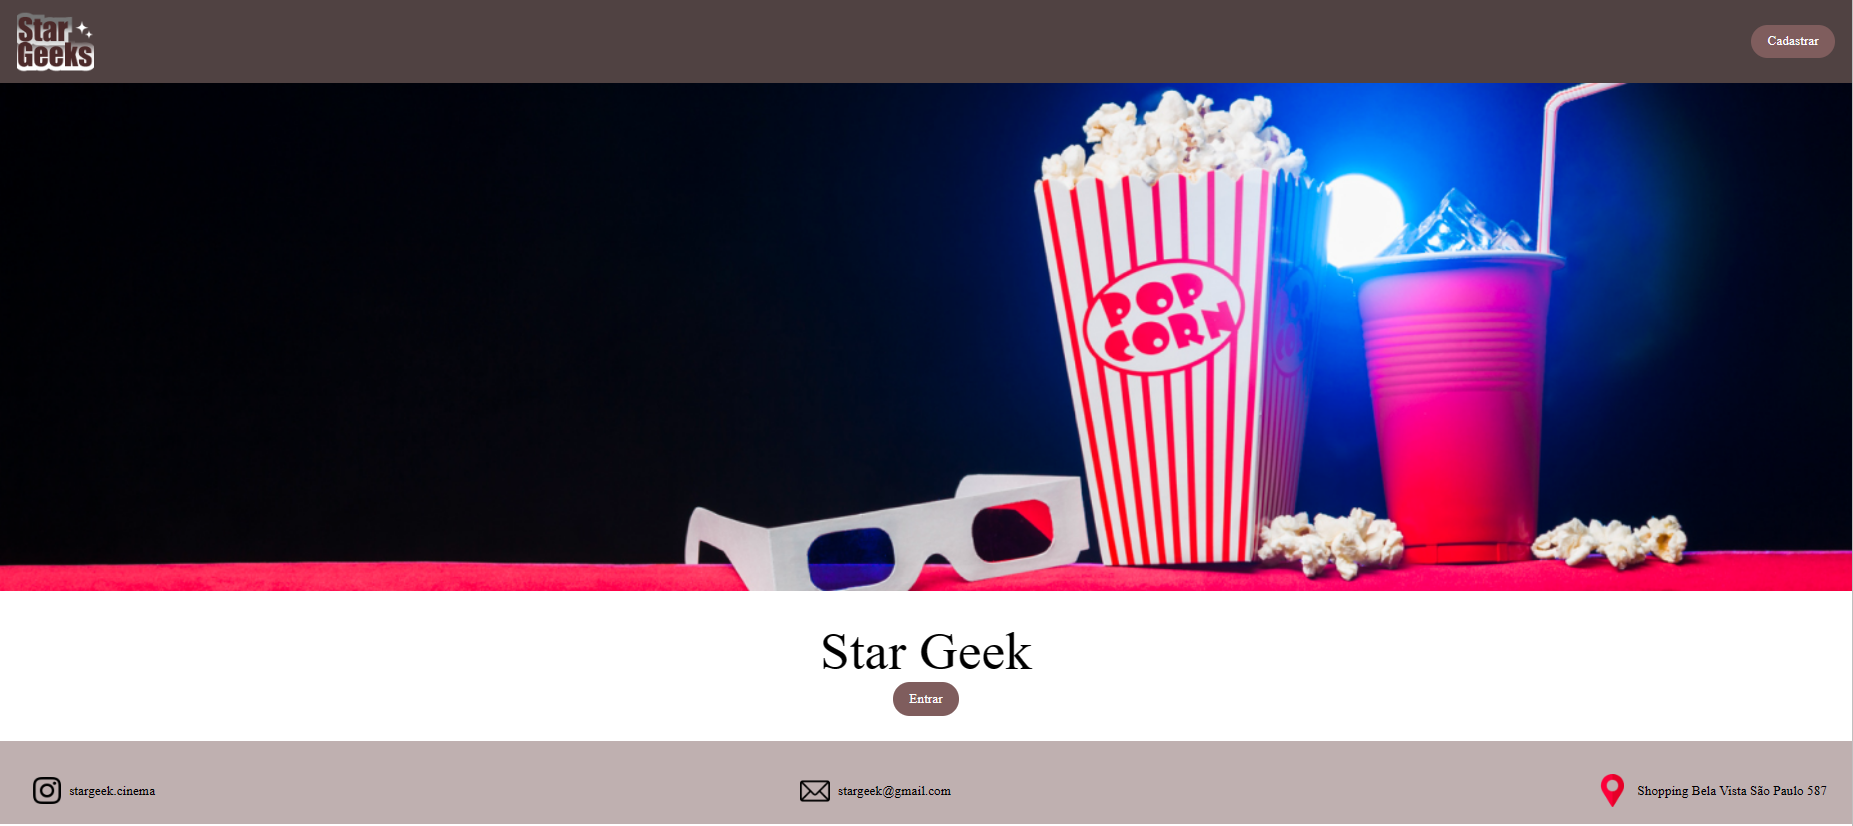 Star
Geeks
Cadastrar
POP
CORN
Star Geek
Entrar
stargeek.cinema
stargeek@gmail.com
Shopping Bela Vista São Paulo 587